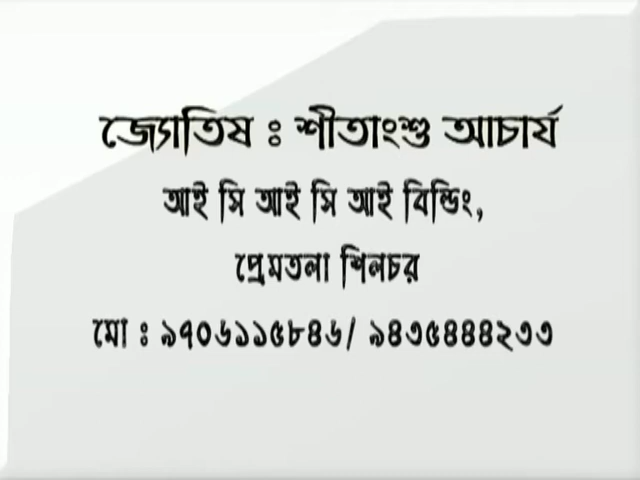 জ্যোতিষ ঃ শীতাংশু আচার্য
আই সি আই সি আই বিল্ডিং,
প্রেমতলা শিলচর
মো ঃ ৯৭০৬১১৫৮৪৬/ ৯৪৩৫৪৪৪২৩৩